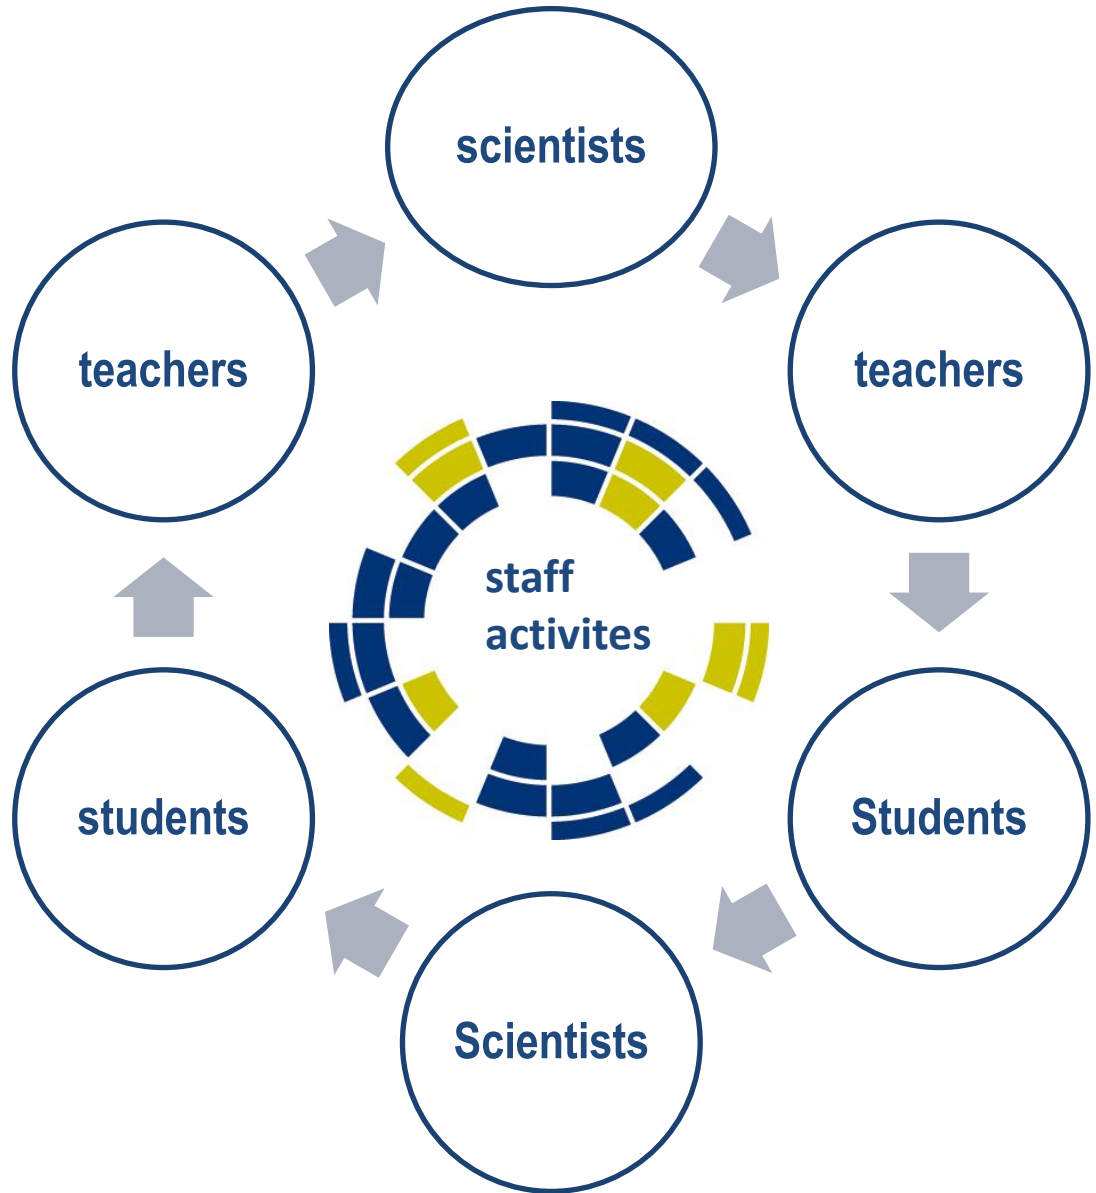 scientists
teachers
teachers
staff
activites
students
Students
Scientists